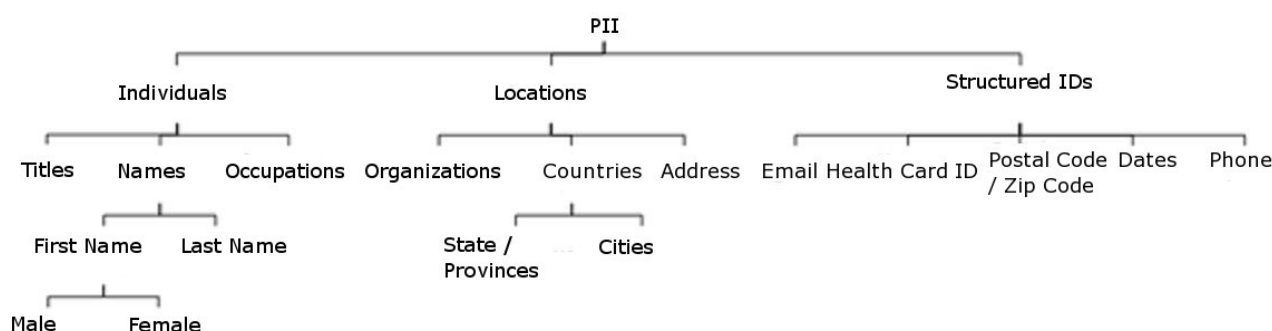 PII
Individuals
Locations
Structured IDs
Titles
Names
Occupations
Organizations
Countries
Address
Email
Health Card ID
Postal Code
/ Zip Code
Dates
Phone
First Name
Last Name
State /
Provinces
Cities
Male
Female